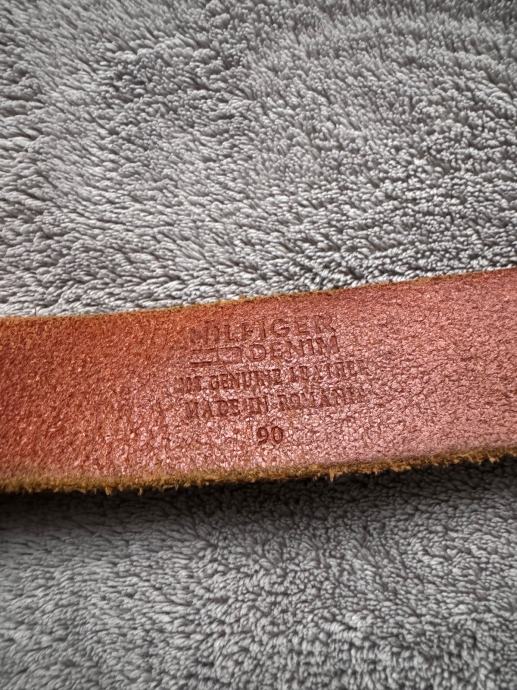 HILFIGER
DENIM
GENUINE LEATHER
MADE IN ROMANIA
90